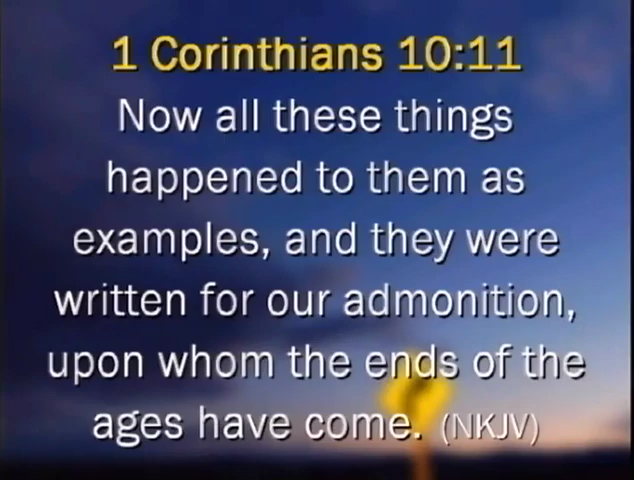 1 Corinthians 10:11
Now all these things
happened to them as
examples, and they were
written for our admonition,
upon whom the ends of the
ages have come. (NKJV)